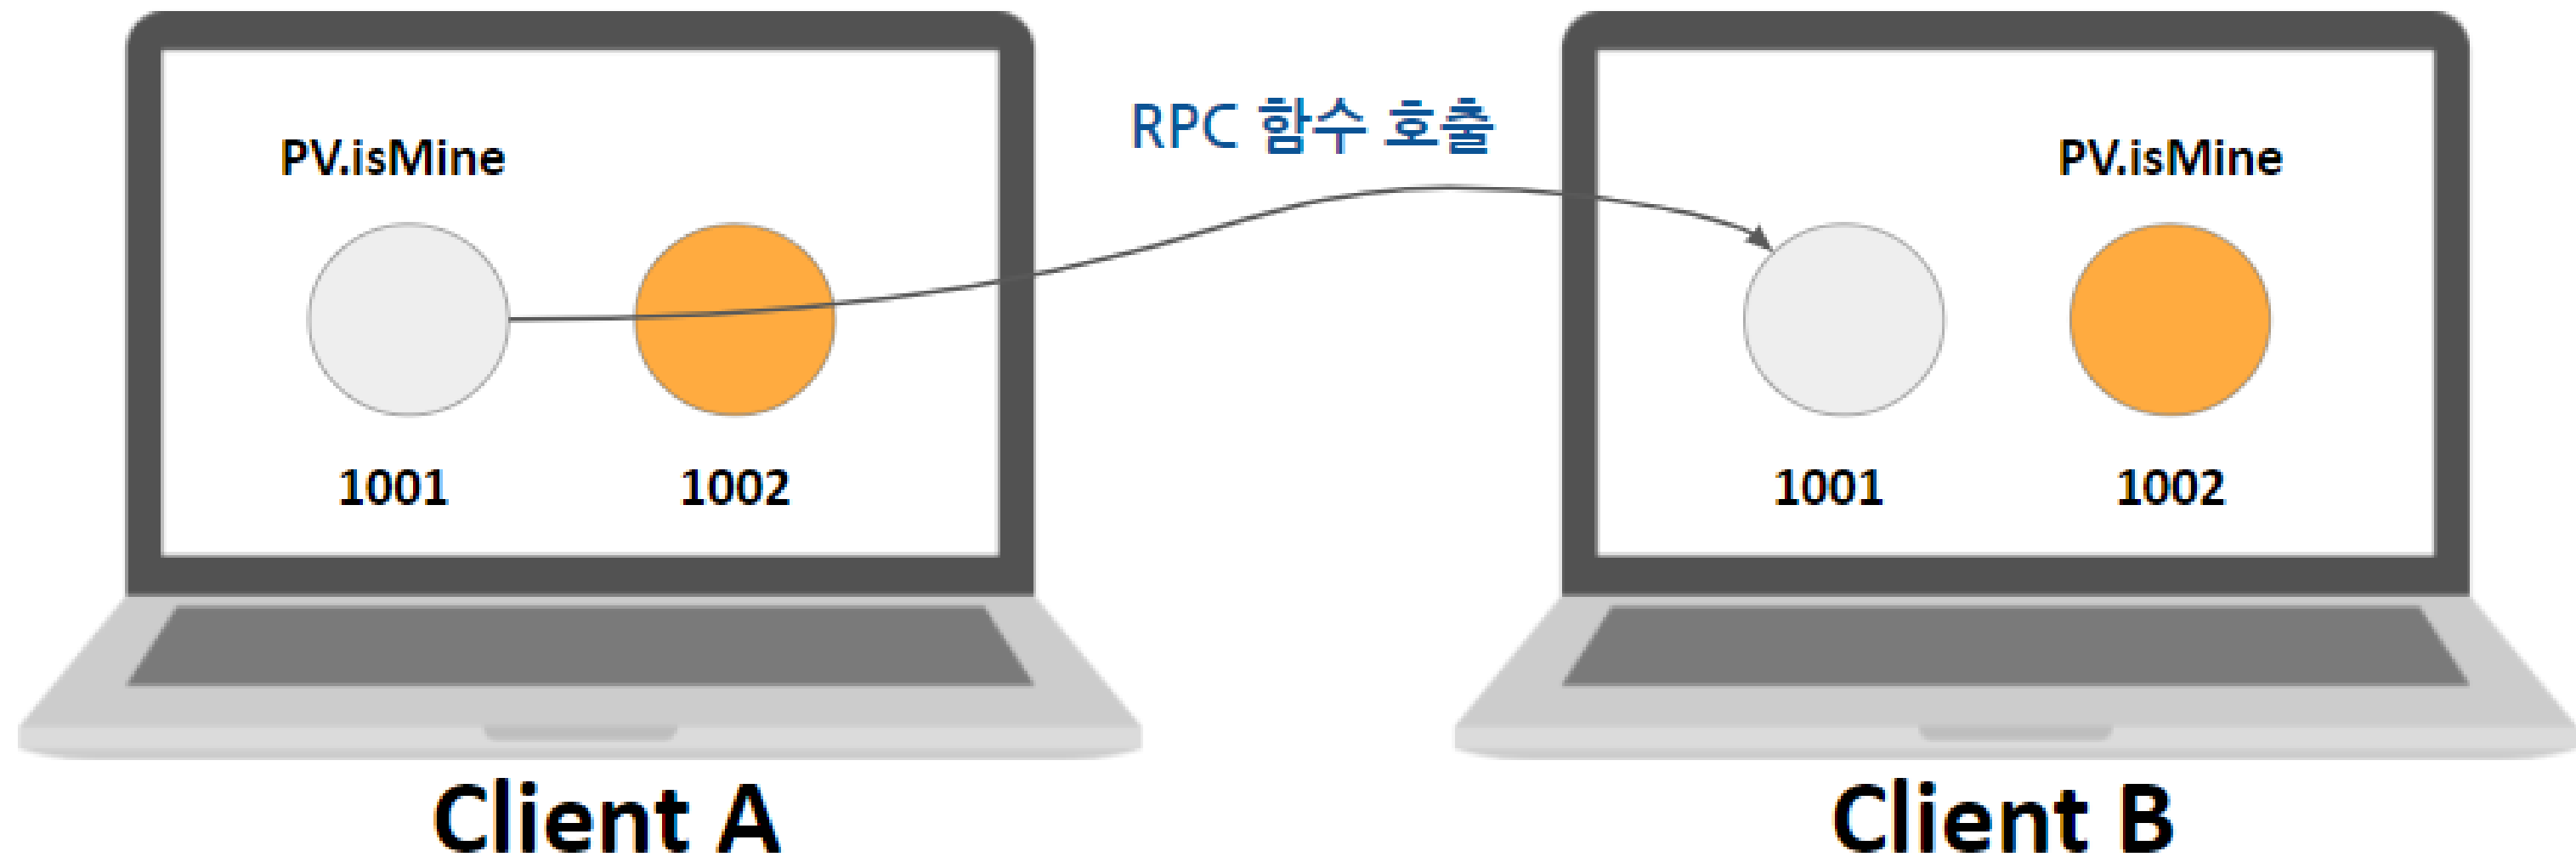 RPC 함수 호출
PV.isMine
1001 1002
Client A
PV.isMine
1001 1002
Client B